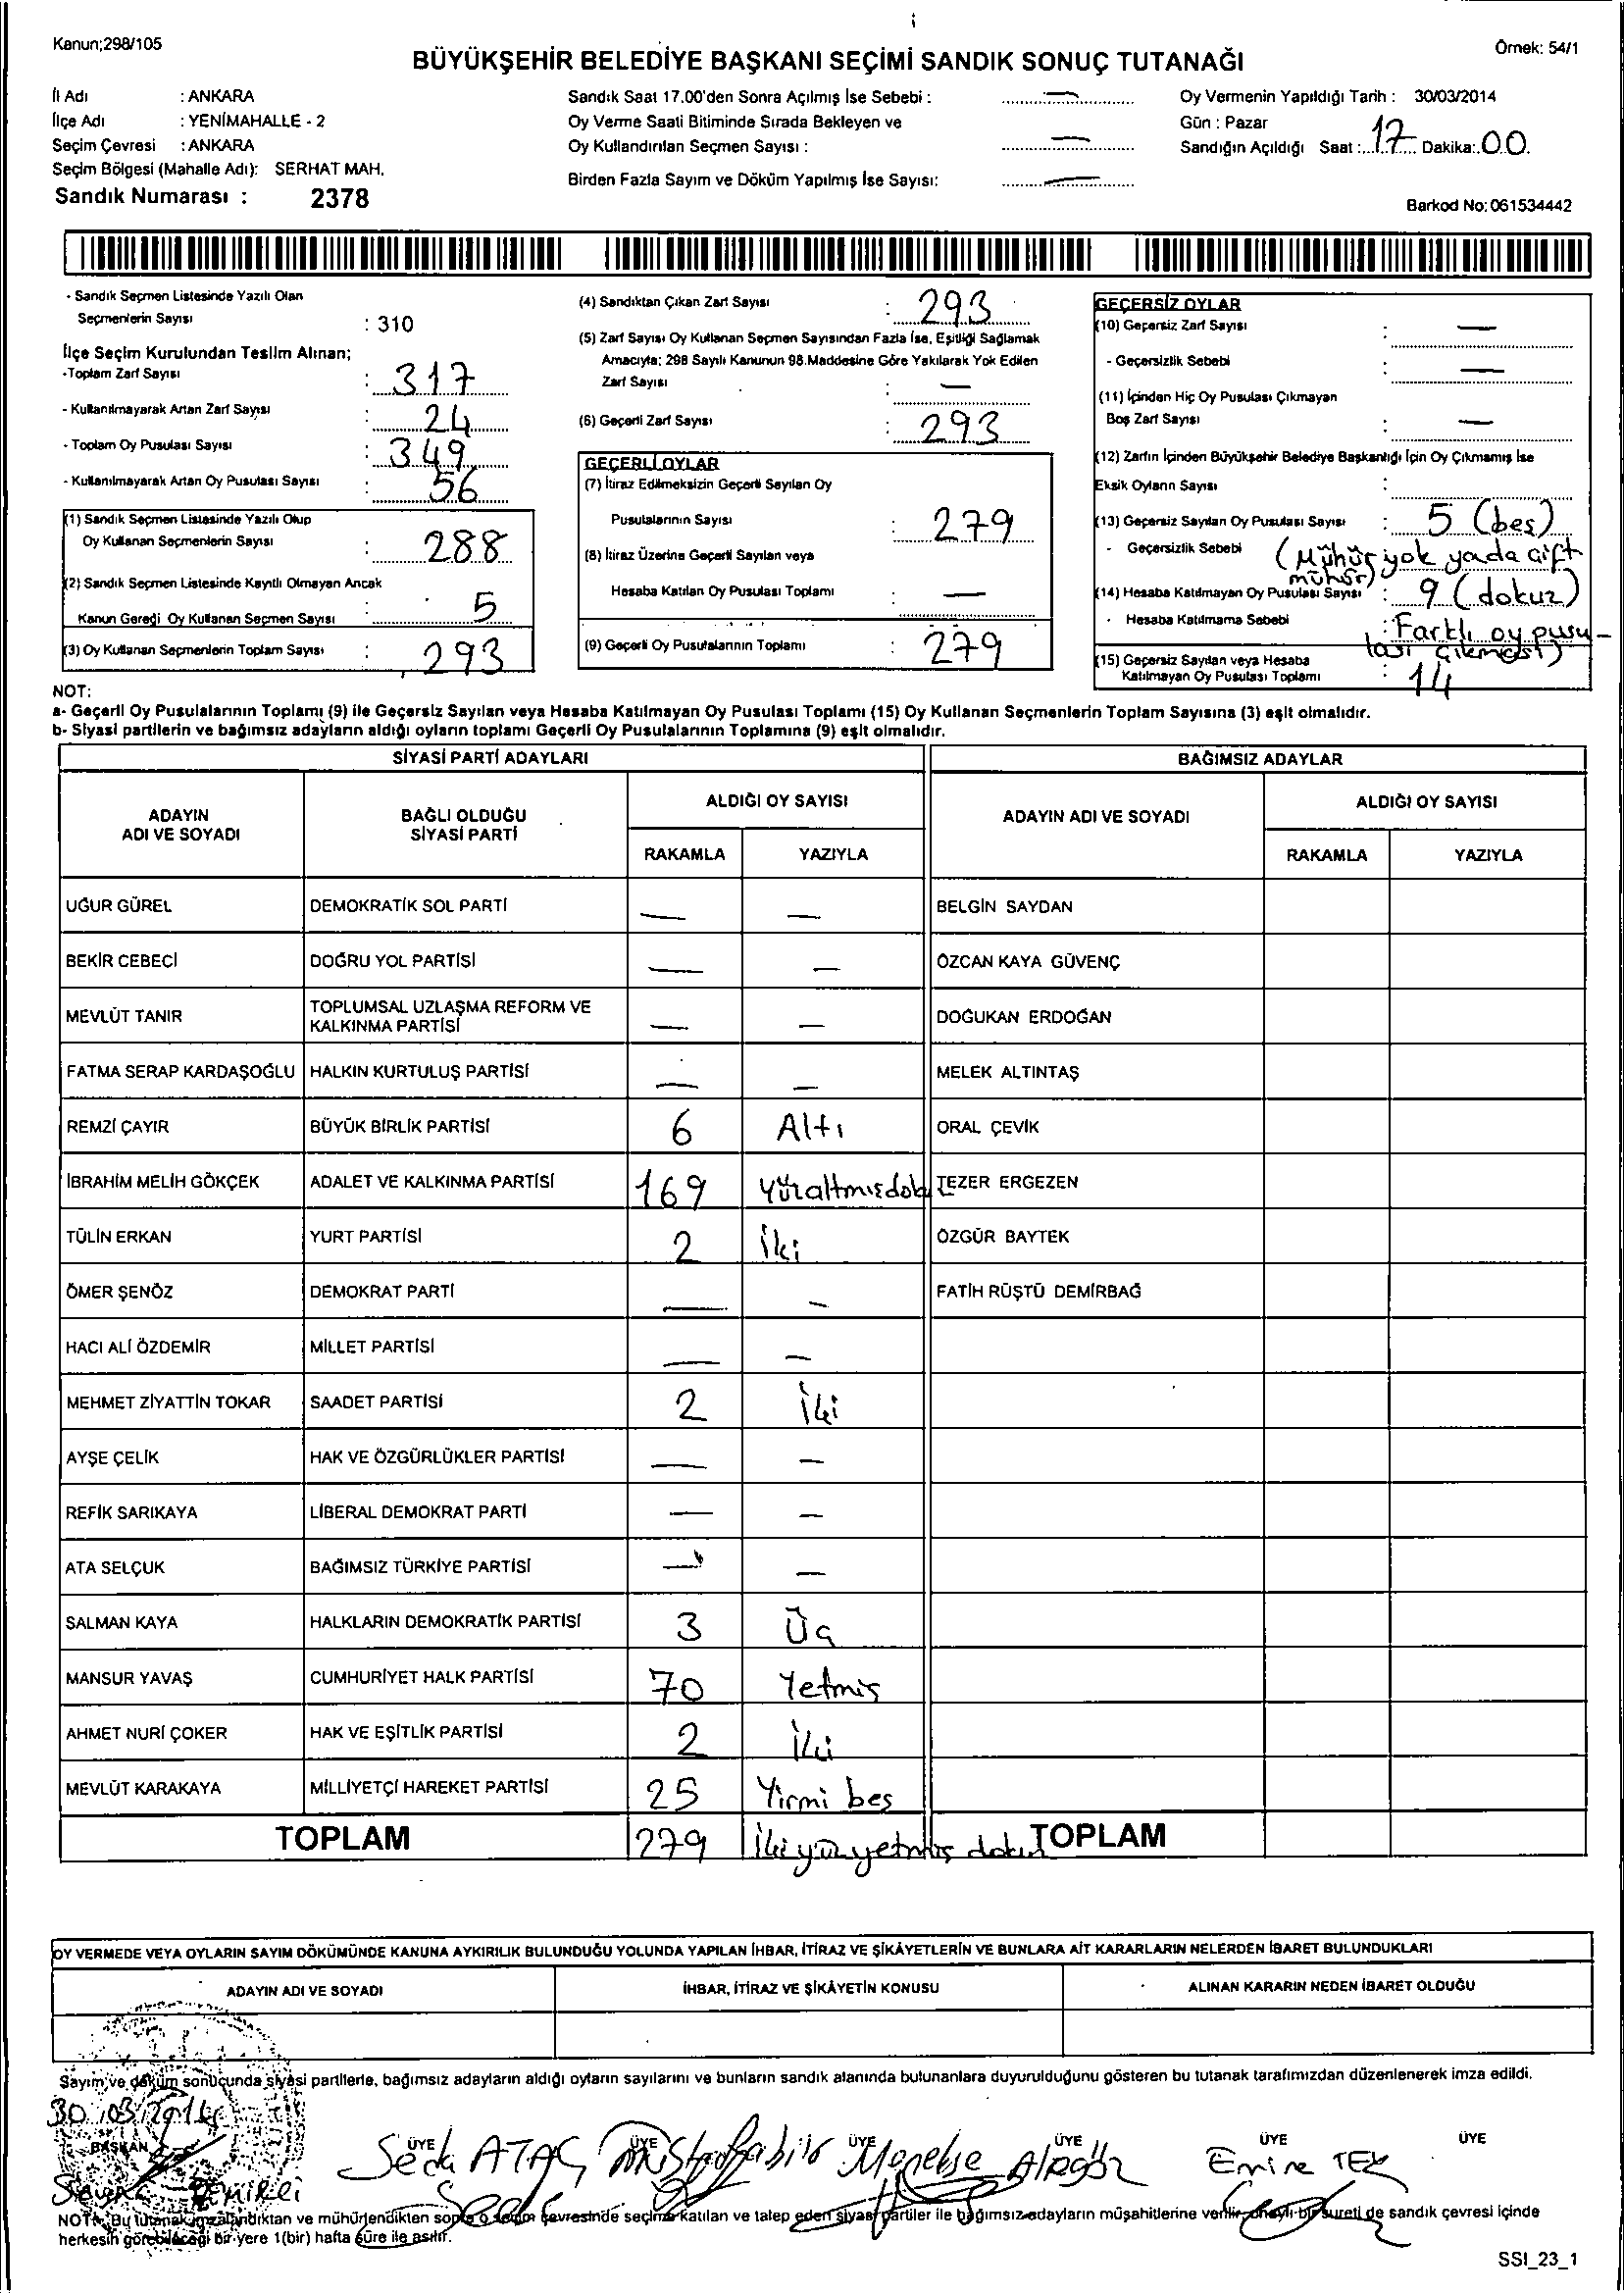 Kanun;298/105
Örnek: 54/1
BÜYÜKŞEHİR BELEDİYE BAŞKANI SEÇİMİ SANDIK SONUÇ TUTANAĞI
İl Adı : ANKARA
İlçe Adı : YENİMAHALLE - 2
Seçim Çevresi : ANKARA
Seçim Bölgesi (Mahalle Adı): SERHAT MAH.
Sandık Numarası : 2378
Sandık Saat 17.00'den Sonra Açılmış İse Sebebi : —
Oy Verme Saati Bitiminde Sırada Bekleyen ve
Oy Kullandırılan Seçmen Sayısı : —
Birden Fazla Sayım ve Döküm Yapılmış İse Sayısı: —
Oy Vermenin Yapıldığı Tarih : 30/03/2014
Gün : Pazar
Sandığın Açıldığı Saat : 17 Dakika: 00
Barkod No: 061534442
- Sandık Seçmen Listesinde Yazılı Olan
Seçmenlerin Sayısı : 310
İlçe Seçim Kurulundan Teslim Alınan;
-Toplam Zarf Sayısı : 317
- Kullanılmayarak Artan Zarf Sayısı : 24
- Toplam Oy Pusulası Sayısı : 349
- Kullanılmayarak Artan Oy Pusulası Sayısı : 56
(1) Sandık Seçmen Listesinde Yazılı Olup
Oy Kullanan Seçmenlerin Sayısı : 288
(2) Sandık Seçmen Listesinde Kayıtlı Olmayan Ancak
Kanun Gereği Oy Kullanan Seçmen Sayısı : 5
(3) Oy Kullanan Seçmenlerin Toplam Sayısı : 293
(4) Sandıktan Çıkan Zarf Sayısı : 293
(5) Zarf Sayısı Oy Kullanan Seçmen Sayısından Fazla İse, Eşitliği Sağlamak
Amacıyla; 298 Sayılı Kanunun 98.Maddesine Göre Yakılarak Yok Edilen
Zarf Sayısı : —
(6) Geçerli Zarf Sayısı : 293
GEÇERLİ OYLAR
(7) İtiraz Edilmeksizin Geçerli Sayılan Oy
Pusulalarının Sayısı : 279
(8) İtiraz Üzerine Geçerli Sayılan veya
Hesaba Katılan Oy Pusulası Toplamı : —
(9) Geçerli Oy Pusulalarının Toplamı : 279
GEÇERSİZ OYLAR
(10) Geçersiz Zarf Sayısı : —
- Geçersizlik Sebebi : —
(11) İçinden Hiç Oy Pusulası Çıkmayan
Boş Zarf Sayısı : —
(12) Zarfın İçinden Büyükşehir Belediye Başkanlığı İçin Oy Çıkmamış İse
Eksik Oyların Sayısı :
(13) Geçersiz Sayılan Oy Pusulası Sayısı : 5 (beş)
- Geçersizlik Sebebi (Mühür yok yada çift
mühür)
(14) Hesaba Katılmayan Oy Pusulası Sayısı : 9 (dokuz)
- Hesaba Katılmama Sebebi : Farklı oy pusu-
lası çıkması)
(15) Geçersiz Sayılan veya Hesaba
Katılmayan Oy Pusulası Toplamı : 14
NOT:
a- Geçerli Oy Pusulalarının Toplamı (9) ile Geçersiz Sayılan veya Hesaba Katılmayan Oy Pusulası Toplamı (15) Oy Kullanan Seçmenlerin Toplam Sayısına (3) eşit olmalıdır.
b- Siyasi partilerin ve bağımsız adayların aldığı oyların toplamı Geçerli Oy Pusulalarının Toplamına (9) eşit olmalıdır.
SİYASİ PARTİ ADAYLARI BAĞIMSIZ ADAYLAR
ADAYIN ADI VE SOYADI BAĞLI OLDUĞU SİYASİ PARTİ ALDIĞI OY SAYISI ADAYIN ADI VE SOYADI ALDIĞI OY SAYISI
RAKAMLA YAZIYLA RAKAMLA YAZIYLA
UĞUR GÜREL DEMOKRATİK SOL PARTİ — — BELGİN SAYDAN
BEKİR CEBECİ DOĞRU YOL PARTİSİ — — ÖZCAN KAYA GÜVENÇ
MEVLÜT TANIR TOPLUMSAL UZLAŞMA REFORM VE KALKINMA PARTİSİ — — DOĞUKAN ERDOĞAN
FATMA SERAP KARDAŞOĞLU HALKIN KURTULUŞ PARTİSİ — — MELEK ALTINTAŞ
REMZİ ÇAYIR BÜYÜK BİRLİK PARTİSİ 6 Altı ORAL ÇEVİK
İBRAHİM MELİH GÖKÇEK ADALET VE KALKINMA PARTİSİ 169 Yüzaltmışdokuz TEZER ERGEZEN
TÜLİN ERKAN YURT PARTİSİ 2 İki ÖZGÜR BAYTEK
ÖMER ŞENÖZ DEMOKRAT PARTİ — — FATİH RÜŞTÜ DEMİRBAĞ
HACI ALİ ÖZDEMİR MİLLET PARTİSİ — —
MEHMET ZİYATTİN TOKAR SAADET PARTİSİ 2 İki
AYŞE ÇELİK HAK VE ÖZGÜRLÜKLER PARTİSİ — —
REFİK SARIKAYA LİBERAL DEMOKRAT PARTİ — —
ATA SELÇUK BAĞIMSIZ TÜRKİYE PARTİSİ — —
SALMAN KAYA HALKLARIN DEMOKRATİK PARTİSİ 3 Üç
MANSUR YAVAŞ CUMHURİYET HALK PARTİSİ 70 Yetmiş
AHMET NURİ ÇOKER HAK VE EŞİTLİK PARTİSİ 2 İki
MEVLÜT KARAKAYA MİLLİYETÇİ HAREKET PARTİSİ 25 Yirmi beş
TOPLAM 279 İkiyüzyetmiş dokuz TOPLAM
OY VERMEDE VEYA OYLARIN SAYIM DÖKÜMÜNDE KANUNA AYKIRILIK BULUNDUĞU YOLUNDA YAPILAN İHBAR, İTİRAZ VE ŞİKÂYETLERİN VE BUNLARA AİT KARARLARIN NELERDEN İBARET BULUNDUKLARI
ADAYIN ADI VE SOYADI İHBAR, İTİRAZ VE ŞİKÂYETİN KONUSU ALINAN KARARIN NEDEN İBARET OLDUĞU
Sayım ve döküm sonucunda siyasi partilerle, bağımsız adayların aldığı oyların sayılarını ve bunların sandık alanında bulunanlara duyurulduğunu gösteren bu tutanak tarafımızdan düzenlenerek imza edildi.
30/03/2014
BAŞKAN ÜYE ÜYE ÜYE ÜYE ÜYE ÜYE
Seda ATAÇ Menekşe Alagöz Emine TEK
NOT: Bu tutanak imzalandıktan ve mühürlendikten sonra o seçim çevresinde seçime katılan ve talep eden siyasi partiler ile bağımsız adayların müşahitlerine verilir, onaylı bir sureti de sandık çevresi içinde
herkesin görebileceği bir yere 1(bir) hafta süre ile asılır.
SSI_23_1